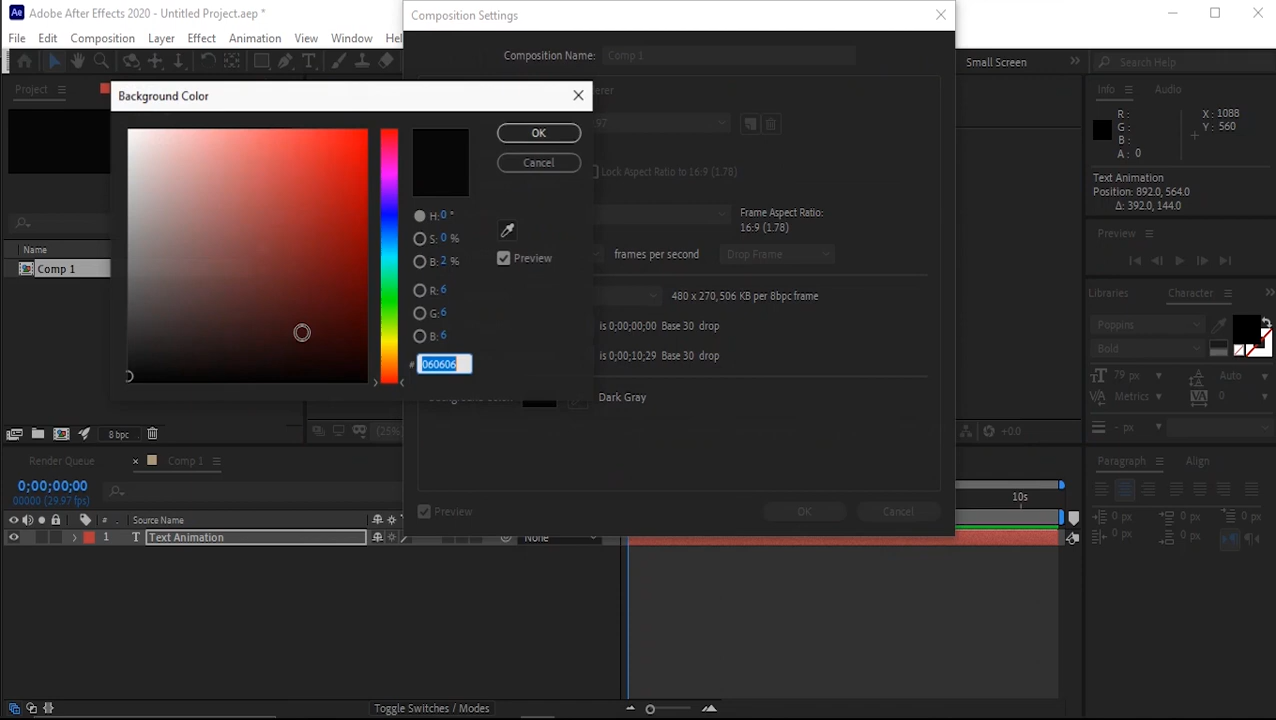 Ae Adobe After Effects 2020 - Untitled Project.aep *
Composition Settings
File Edit Composition Layer Effect Animation View Window
Composition Name: Comp 1
Small Screen
Search Help
Project
Background Color
Info Audio
R:
G:
B:
A: 0
X: 1088
Y: 560
97
OK
Cancel
Lock Aspect Ratio to 16:9 (1.78)
Text Animation
Position: 892.0, 564.0
Δ: 392.0, 144.0
H: 0 °
S: 0 %
B: 2 %
R: 6
G: 6
B: 6
# 060606
Preview
Frame Aspect Ratio:
16:9 (1.78)
frames per second
Drop Frame
Preview
Name
Comp 1
480 x 270, 506 KB per 8bpc frame
is 0;00;00;00 Base 30 drop
is 0;00;10;29 Base 30 drop
Dark Gray
Libraries Character
Poppins
Bold
79 px
Auto
Metrics
0
- px
8 bpc
(25%)
+0.0
Render Queue
Comp 1
0;00;00;00
00000 (29.97 fps)
10s
Preview
OK
Cancel
Paragraph Align
0 px
0 px
0 px
0 px
0 px
# Source Name
1 T Text Animation
None
Toggle Switches / Modes